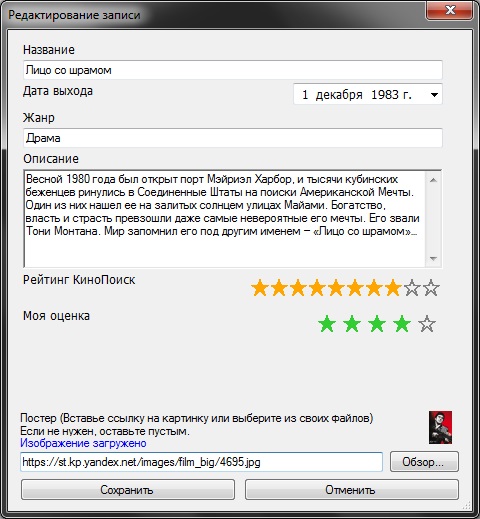 Редактирование записи
Название
Лицо со шрамом
Дата выхода
1 декабря 1983 г.
Жанр
Драма
Описание
Весной 1980 года был открыт порт Мэйриэл Харбор, и тысячи кубинских
беженцев ринулись в Соединенные Штаты на поиски Американской Мечты.
Один из них нашел ее на залитых солнцем улицах Майами. Богатство,
власть и страсть превзошли даже самые невероятные его мечты. Его звали
Тони Монтана. Мир запомнил его под другим именем – «Лицо со шрамом»...
Рейтинг КиноПоиск
Моя оценка
Постер (Вставье ссылку на картинку или выберите из своих файлов)
Если не нужен, оставьте пустым.
Изображение загружено
https://st.kp.yandex.net/images/film_big/4695.jpg
Обзор...
Сохранить
Отменить